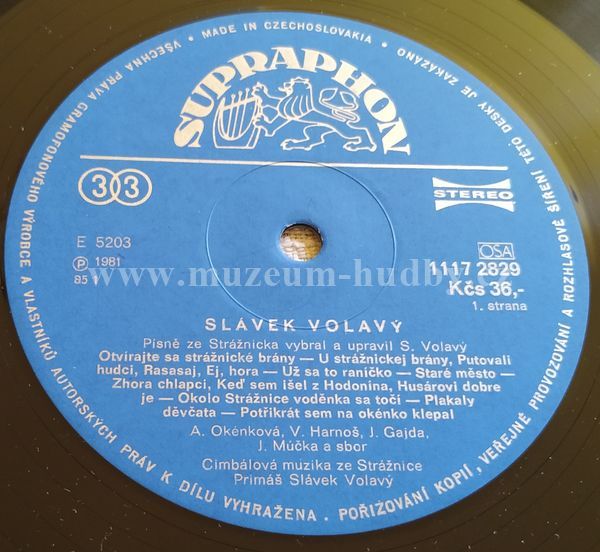 VŠECHNA PRÁVA GRAMOFONOVÉHO VÝROBCE A VLASTNÍKŮ AUTORSKÝCH PRÁV K DÍLU VYHRAŽENA. POŘIZOVÁNÍ KOPIÍ, VEŘEJNÉ PROVOZOVÁNÍ A ROZHLASOVÉ ŠÍŘENÍ TÉTO DESKY JE ZAKÁZÁNO • MADE IN CZECHOSLOVAKIA •
SUPRAPHON
33
STEREO
E 5203
Ⓟ 1981
85 1
OSA
1117 2829
Kčs 36,-
1. strana
www.muzeum-hudby.
SLÁVEK VOLAVÝ
Písně ze Strážnicka vybral a upravil S. Volavý
Otvírajte sa strážnické brány — U strážnickej brány, Putovali
hudci, Rasasaj, Ej, hora — Už sa to raníčko — Staré město —
Zhora chlapci, Keď sem išel z Hodonína, Husárovi dobre
je — Okolo Strážnice voděnka sa točí — Plakaly
děvčata — Potřikrát sem na okénko klepal
A. Okénková, V. Harnoš, J. Gajda,
J. Múčka a sbor
Cimbálová muzika ze Strážnice
Primáš Slávek Volavý